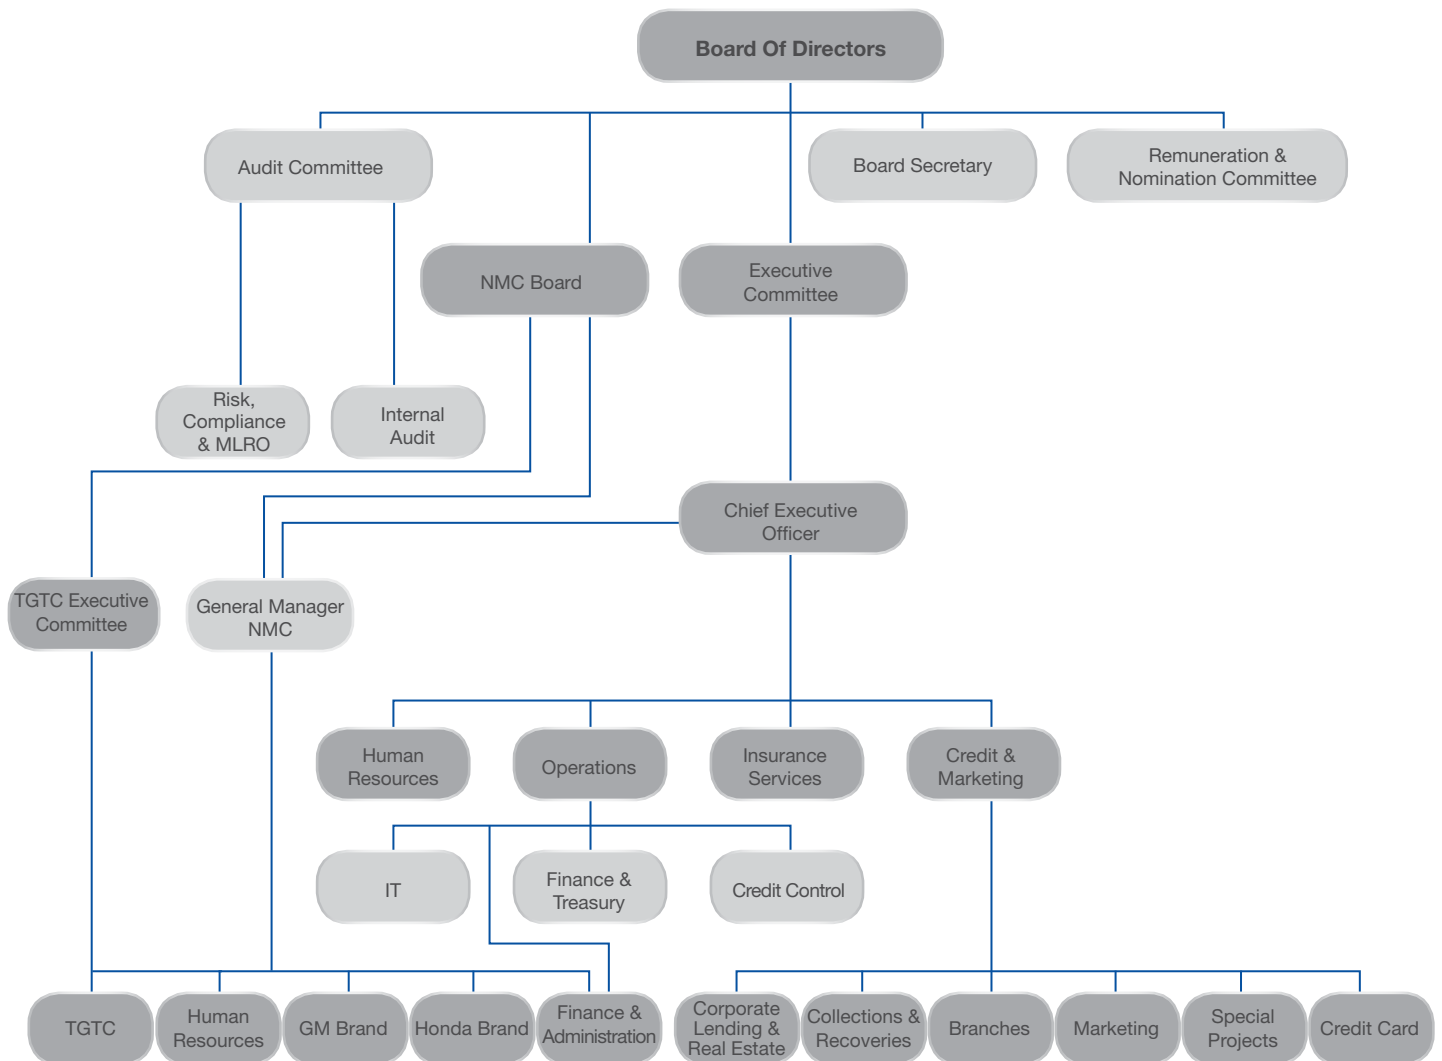 Board Of Directors
Audit Committee
Board Secretary
Remuneration &
Nomination Committee
NMC Board
Executive
Committee
Risk,
Compliance
& MLRO
Internal
Audit
Chief Executive
Officer
TGTC Executive
Committee
General Manager
NMC
Human
Resources
Operations
Insurance
Services
Credit &
Marketing
IT
Finance &
Treasury
Credit Control
TGTC
Human
Resources
GM Brand
Honda Brand
Finance &
Administration
Corporate
Lending &
Real Estate
Collections &
Recoveries
Branches
Marketing
Special
Projects
Credit Card